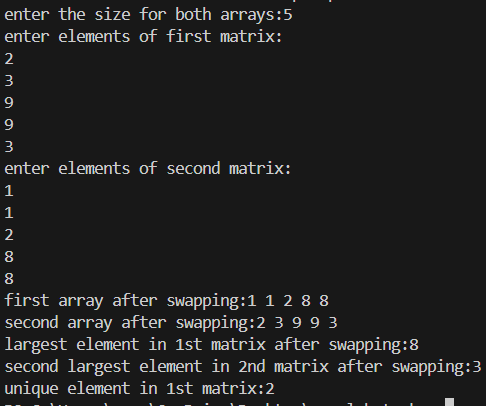 enter the size for both arrays:5
enter elements of first matrix:
2
3
9
9
3
enter elements of second matrix:
1
1
2
8
8
first array after swapping:1 1 2 8 8
second array after swapping:2 3 9 9 3
largest element in 1st matrix after swapping:8
second largest element in 2nd matrix after swapping:3
unique element in 1st matrix:2